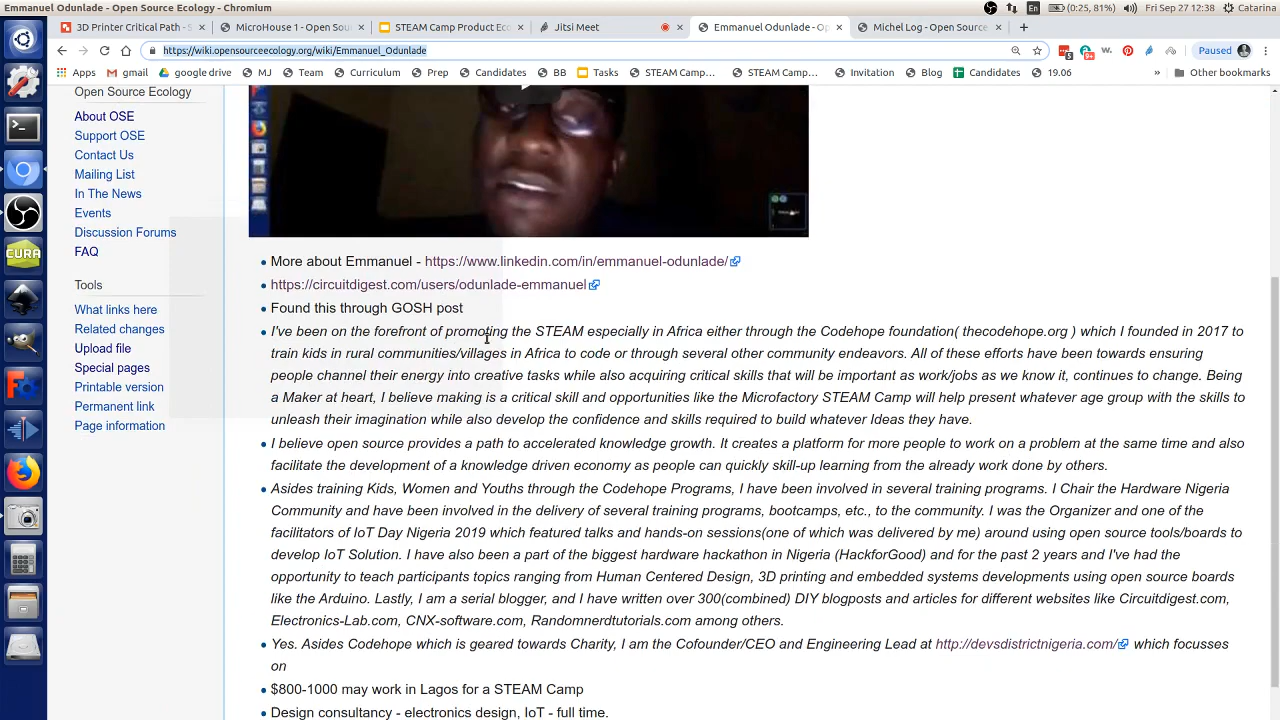 Emmanuel Odunlade - Open Source Ecology - Chromium
En
(0:25, 81%)
Fri Sep 27 12:38
Catarina
3D Printer Critical Path - S
MicroHouse 1 - Open Sour
STEAM Camp Product Ec
Jitsi Meet
Emmanuel Odunlade - Op
Michel Log - Open Source
https://wiki.opensourceecology.org/wiki/Emmanuel_Odunlade
Paused
Apps
gmail
google drive
MJ
Team
Curriculum
Prep
Candidates
BB
Tasks
STEAM Camp...
STEAM Camp...
Invitation
Blog
Candidates
19.06
»
Other bookmarks
Open Source Ecology
About OSE
Support OSE
Contact Us
Mailing List
In The News
Events
Discussion Forums
FAQ
Tools
What links here
Related changes
Upload file
Special pages
Printable version
Permanent link
Page information
CURA
More about Emmanuel - https://www.linkedin.com/in/emmanuel-odunlade/
https://circuitdigest.com/users/odunlade-emmanuel
Found this through GOSH post
I've been on the forefront of promoting the STEAM especially in Africa either through the Codehope foundation( thecodehope.org ) which I founded in 2017 to
train kids in rural communities/villages in Africa to code or through several other community endeavors. All of these efforts have been towards ensuring
people channel their energy into creative tasks while also acquiring critical skills that will be important as work/jobs as we know it, continues to change. Being
a Maker at heart, I believe making is a critical skill and opportunities like the Microfactory STEAM Camp will help present whatever age group with the skills to
unleash their imagination while also develop the confidence and skills required to build whatever Ideas they have.
I believe open source provides a path to accelerated knowledge growth. It creates a platform for more people to work on a problem at the same time and also
facilitate the development of a knowledge driven economy as people can quickly skill-up learning from the already work done by others.
Asides training Kids, Women and Youths through the Codehope Programs, I have been involved in several training programs. I Chair the Hardware Nigeria
Community and have been involved in the delivery of several training programs, bootcamps, etc., to the community. I was the Organizer and one of the
facilitators of IoT Day Nigeria 2019 which featured talks and hands-on sessions(one of which was delivered by me) around using open source tools/boards to
develop IoT Solution. I have also been a part of the biggest hardware hackathon in Nigeria (Hack4Good) and for the past 2 years and I've had the
opportunity to teach participants topics ranging from Human Centered Design, 3D printing and embedded systems developments using open source boards
like the Arduino. Lastly, I am a serial blogger, and I have written over 300(combined) DIY blogposts and articles for different websites like Circuitdigest.com,
Electronics-Lab.com, CNX-software.com, Randomnerdtutorials.com among others.
Yes. Asides Codehope which is geared towards Charity, I am the Cofounder/CEO and Engineering Lead at http://devsdistrictnigeria.com/ which focusses
on
$800-1000 may work in Lagos for a STEAM Camp
Design consultancy - electronics design, IoT - full time.